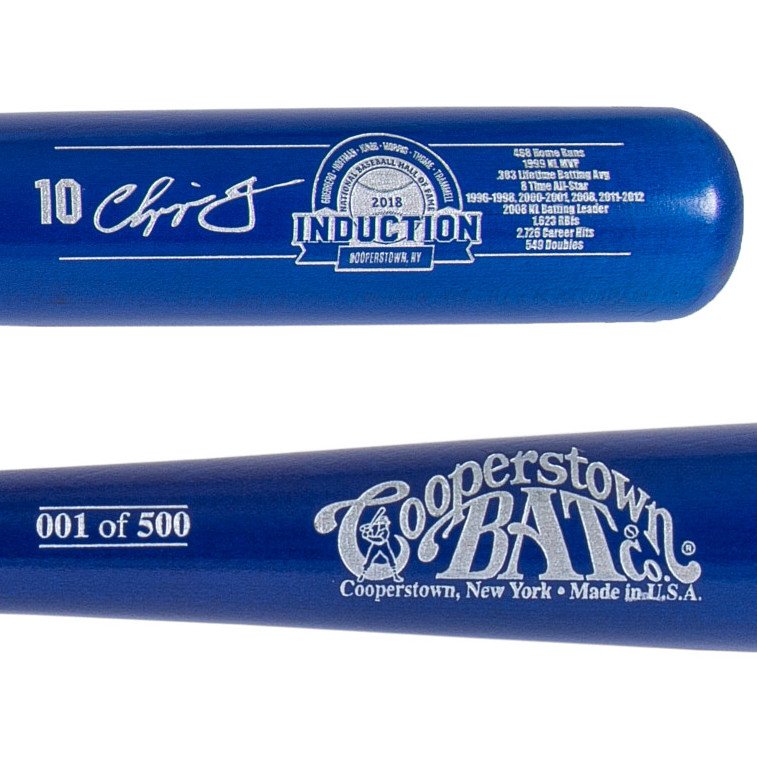 10 Chipper Jones
GUERRERO · HOFFMAN · JONES · MORRIS · THOME · TRAMMELL
NATIONAL BASEBALL HALL OF FAME
2018
INDUCTION
COOPERSTOWN, NY
468 Home Runs
1999 NL MVP
.303 Lifetime Batting Avg
8 Time All-Star
1996-1998, 2000-2001, 2008, 2011-2012
2008 NL Batting Leader
1,623 RBIs
2,726 Career Hits
549 Doubles
001 of 500
Cooperstown
BAT & Co.®
Cooperstown, New York • Made in U.S.A.